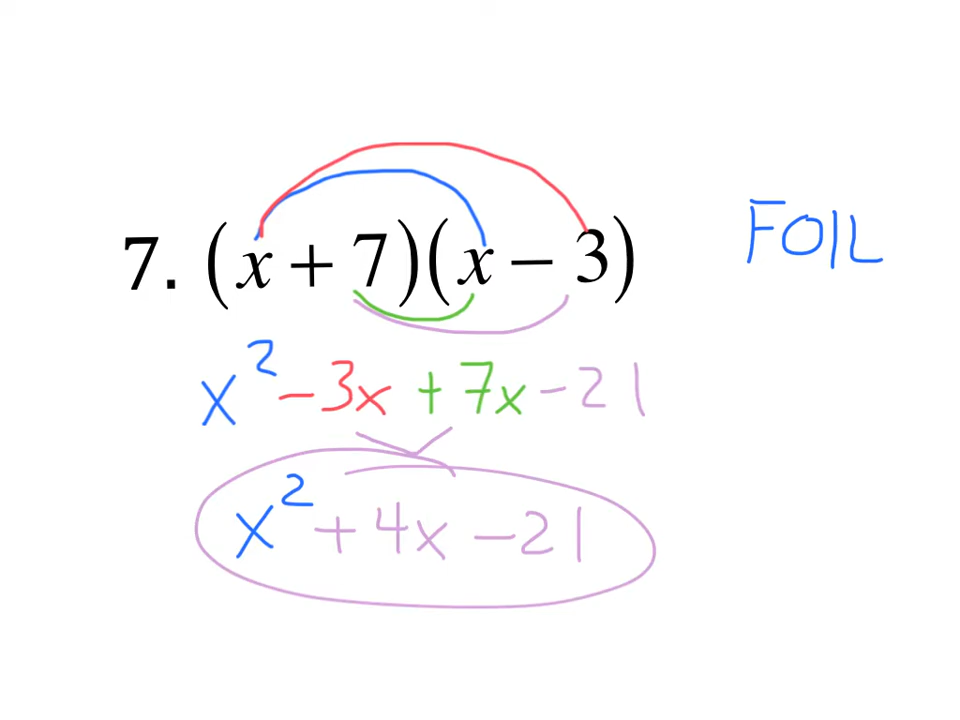 FOIL
7. (x + 7)(x − 3)
x² − 3x + 7x − 21
x² + 4x − 21